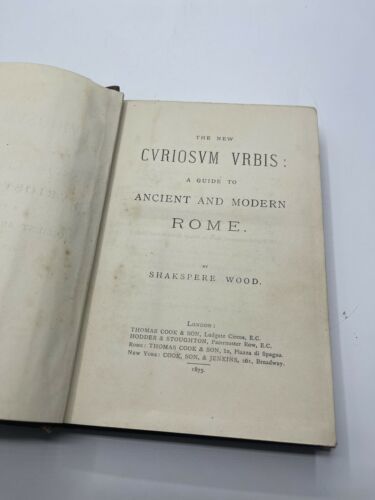 THE NEW
CVRIOSVM VRBIS:
A GUIDE TO
ANCIENT AND MODERN
ROME.
BY
SHAKSPERE WOOD.
LONDON:
THOMAS COOK & SON, Ludgate Circus, E.C.
HODDER & STOUGHTON, Paternoster Row, E.C.
ROME: THOMAS COOK & SON, 1B, Piazza di Spagna.
NEW YORK: COOK, SON, & JENKINS, 261, Broadway.
1875.